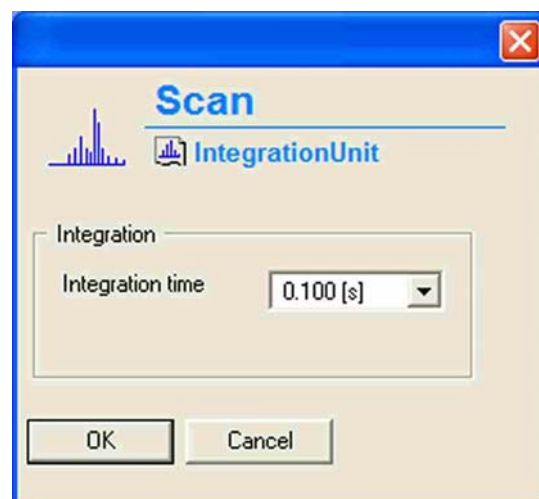 Scan
IntegrationUnit
Integration
Integration time 0.100 [s]
OK Cancel